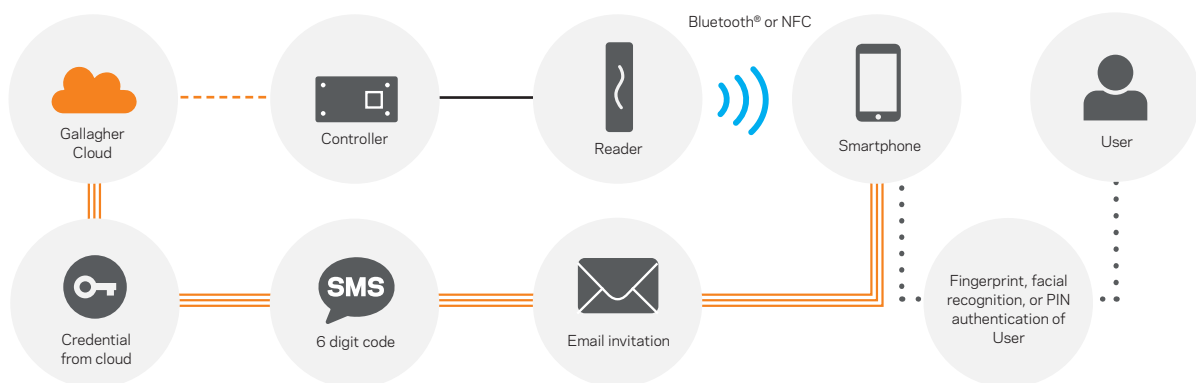 Bluetooth® or NFC
Gallagher
Cloud
Controller
Reader
Smartphone
User
Credential
from cloud
SMS
6 digit code
Email invitation
Fingerprint, facial
recognition, or PIN
authentication of
User